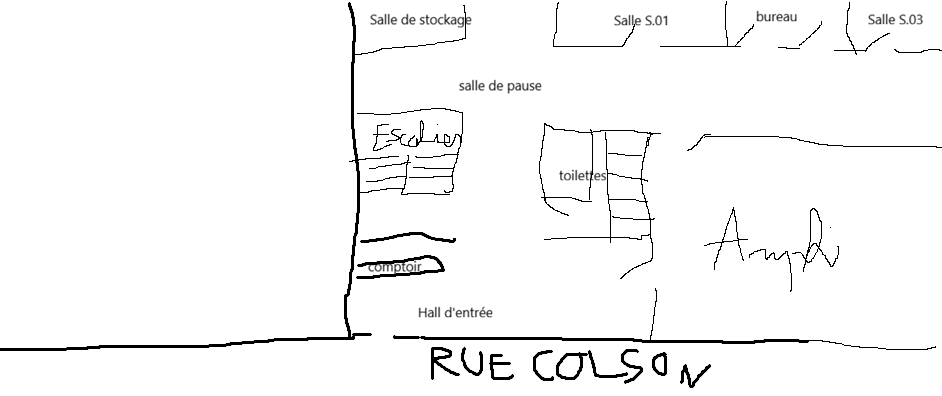 Salle de stockage
Salle S.01
bureau
Salle S.03
salle de pause
Escalier
toilettes
Amphi
comptoir
Hall d'entrée
RUE COLSON